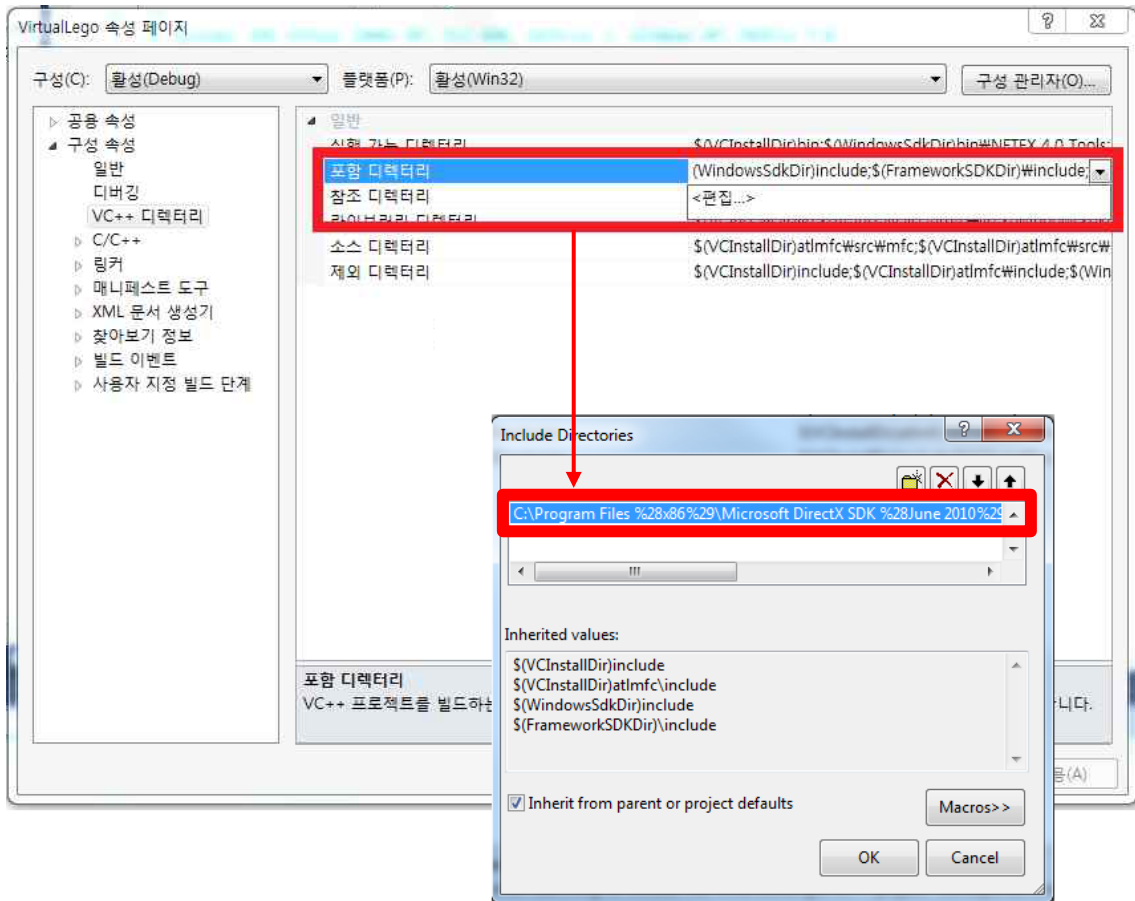 VirtualLego 속성 페이지
구성(C): 활성(Debug) 플랫폼(P): 활성(Win32) 구성 관리자(O)...
공용 속성
구성 속성
일반
디버깅
VC++ 디렉터리
C/C++
링커
매니페스트 도구
XML 문서 생성기
찾아보기 정보
빌드 이벤트
사용자 지정 빌드 단계
일반
실행 가능 디렉터리 $(VCInstallDir)bin;$(WindowsSdkDir)bin₩NETFX 4.0 Tools;
포함 디렉터리 (WindowsSdkDir)include;$(FrameworkSDKDir)₩include;
참조 디렉터리 <편집...>
라이브러리 디렉터리
소스 디렉터리 $(VCInstallDir)atlmfc₩src₩mfc;$(VCInstallDir)atlmfc₩src₩
제외 디렉터리 $(VCInstallDir)include;$(VCInstallDir)atlmfc₩include;$(Win
포함 디렉터리
VC++ 프로젝트를 빌드하는 니다.
(A)
Include Directories
C:\Program Files %28x86%29\Microsoft DirectX SDK %28June 2010%29
Inherited values:
$(VCInstallDir)include
$(VCInstallDir)atlmfc\include
$(WindowsSdkDir)include
$(FrameworkSDKDir)\include
Inherit from parent or project defaults
Macros>>
OK Cancel